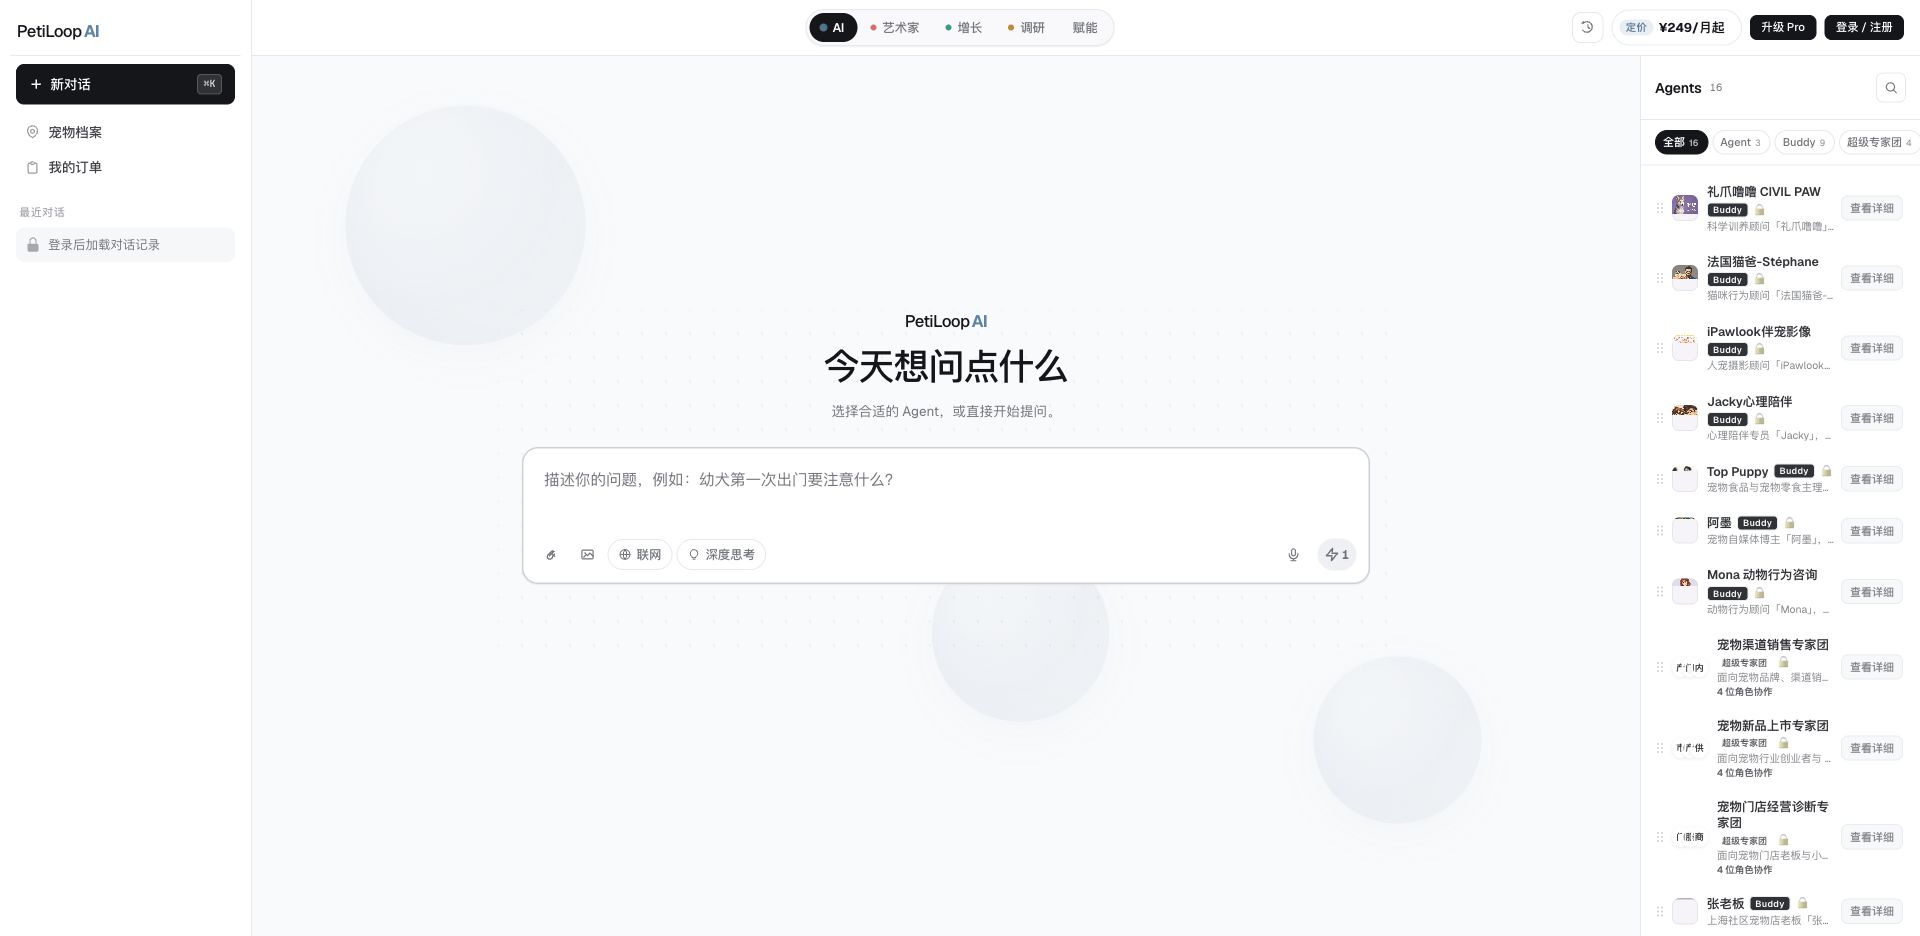 PetiLoop AI
新对话
⌘K
宠物档案
我的订单
最近对话
登录后加载对话记录
AI
艺术家
增长
调研
赋能
定价 ¥249/月起
升级 Pro
登录 / 注册
PetiLoop AI
今天想问点什么
选择合适的 Agent，或直接开始提问。
描述你的问题，例如：幼犬第一次出门要注意什么？
联网
深度思考
1
Agents 16
全部 16
Agent 3
Buddy 9
超级专家团 4
礼爪噜噜 CIVIL PAW
Buddy
科学训养顾问「礼爪噜噜」…
查看详细
法国猫爸-Stéphane
Buddy
猫咪行为顾问「法国猫爸-…
查看详细
iPawlook伴宠影像
Buddy
人宠摄影顾问「iPawlook…
查看详细
Jacky心理陪伴
Buddy
心理陪伴专员「Jacky」，…
查看详细
Top Puppy Buddy
宠物食品与宠物零食主理…
查看详细
阿墨 Buddy
宠物自媒体博主「阿墨」，…
查看详细
Mona 动物行为咨询
Buddy
动物行为顾问「Mona」，…
查看详细
宠物渠道销售专家团
超级专家团
面向宠物品牌、渠道销…
4 位角色协作
查看详细
宠物新品上市专家团
超级专家团
面向宠物行业创业者与 …
4 位角色协作
查看详细
宠物门店经营诊断专
家团
超级专家团
面向宠物门店老板与小…
4 位角色协作
查看详细
张老板 Buddy
上海社区宠物店老板「张…
查看详细